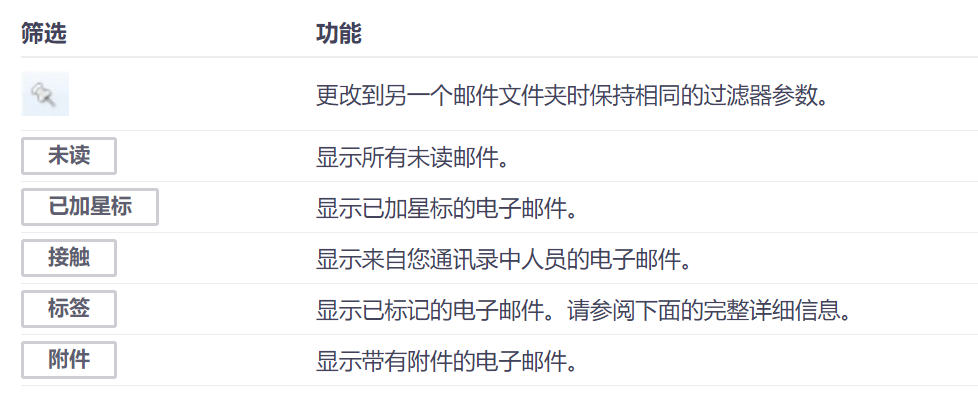 筛选 功能
更改到另一个邮件文件夹时保持相同的过滤器参数。
未读 显示所有未读邮件。
已加星标 显示已加星标的电子邮件。
接触 显示来自您通讯录中人员的电子邮件。
标签 显示已标记的电子邮件。请参阅下面的完整详细信息。
附件 显示带有附件的电子邮件。